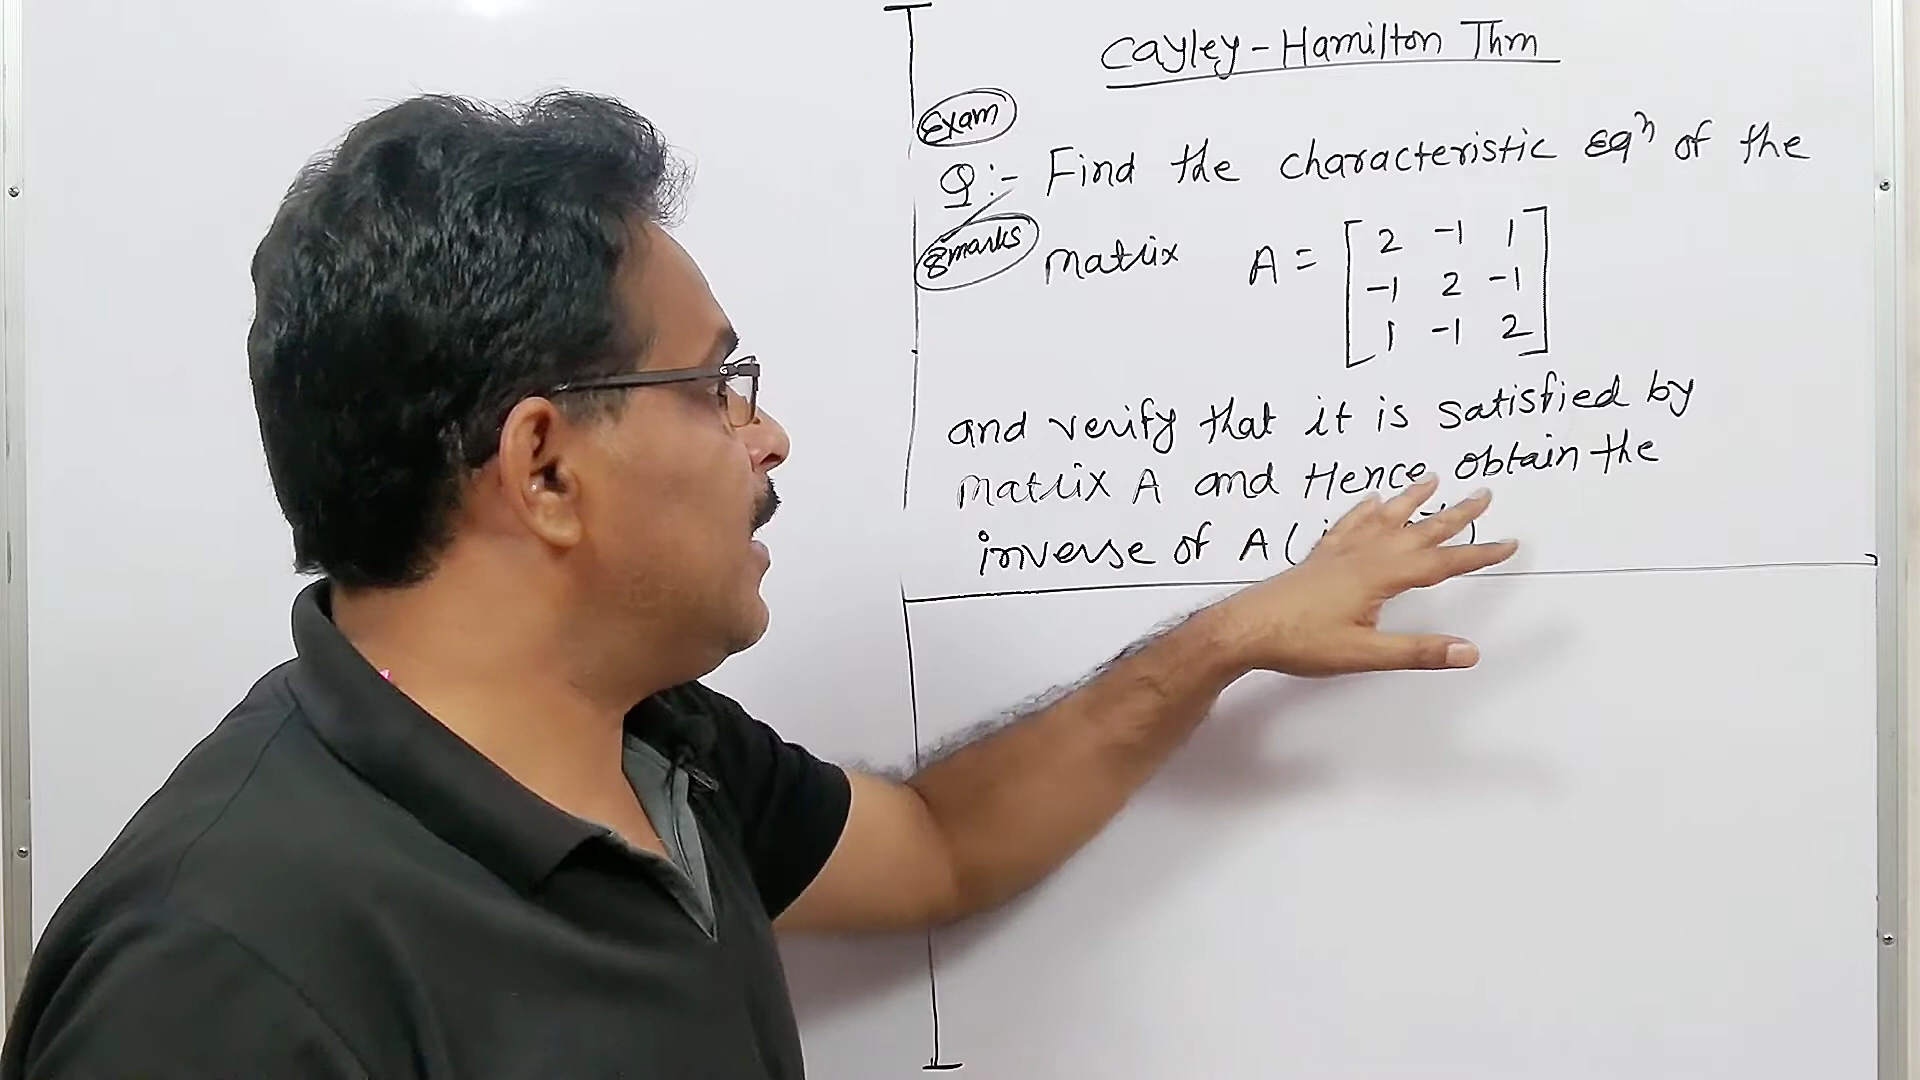 Cayley-Hamilton Thm
Exam
Q:- Find the characteristic Eqⁿ of the
8marks
matrix A = [2 -1 1
-1 2 -1
1 -1 2]
and verify that it is satisfied by
matrix A and Hence obtain the
inverse of A (